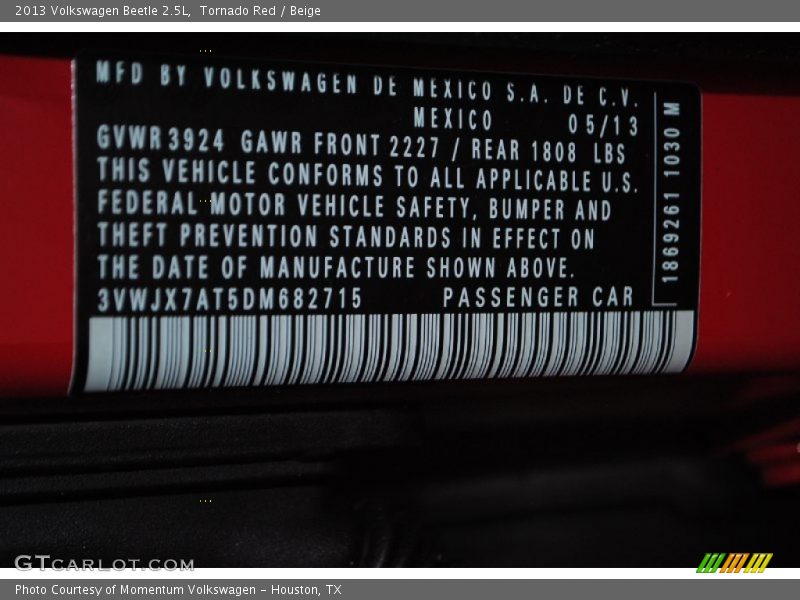 2013 Volkswagen Beetle 2.5L,  Tornado Red / Beige
MFD BY VOLKSWAGEN DE MEXICO S.A. DE C.V.
MEXICO 05/13
GVWR 3924 GAWR FRONT 2227 / REAR 1808 LBS
THIS VEHICLE CONFORMS TO ALL APPLICABLE U.S.
FEDERAL MOTOR VEHICLE SAFETY, BUMPER AND
THEFT PREVENTION STANDARDS IN EFFECT ON
THE DATE OF MANUFACTURE SHOWN ABOVE.
3VWJX7AT5DM682715 PASSENGER CAR
1869261 1030 M
GTCARLOT.COM
Photo Courtesy of Momentum Volkswagen - Houston, TX